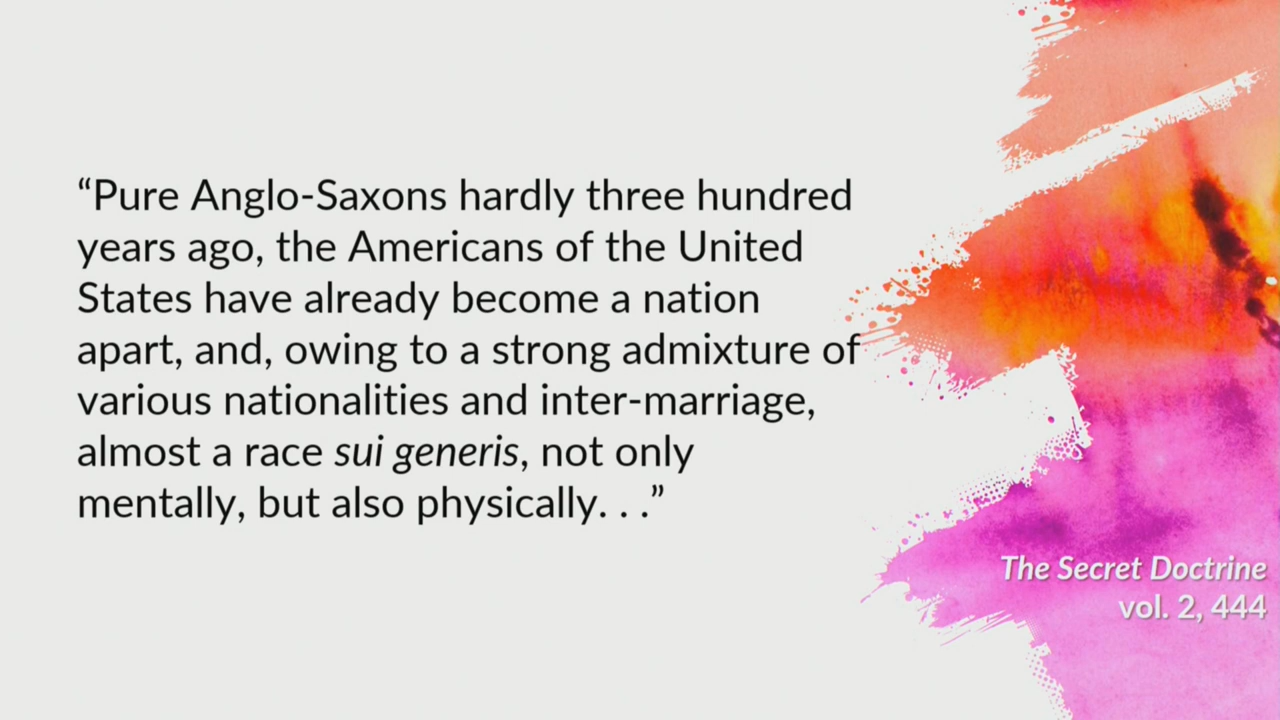 “Pure Anglo-Saxons hardly three hundred
years ago, the Americans of the United
States have already become a nation
apart, and, owing to a strong admixture of
various nationalities and inter-marriage,
almost a race sui generis, not only
mentally, but also physically. . .”
The Secret Doctrine
vol. 2, 444